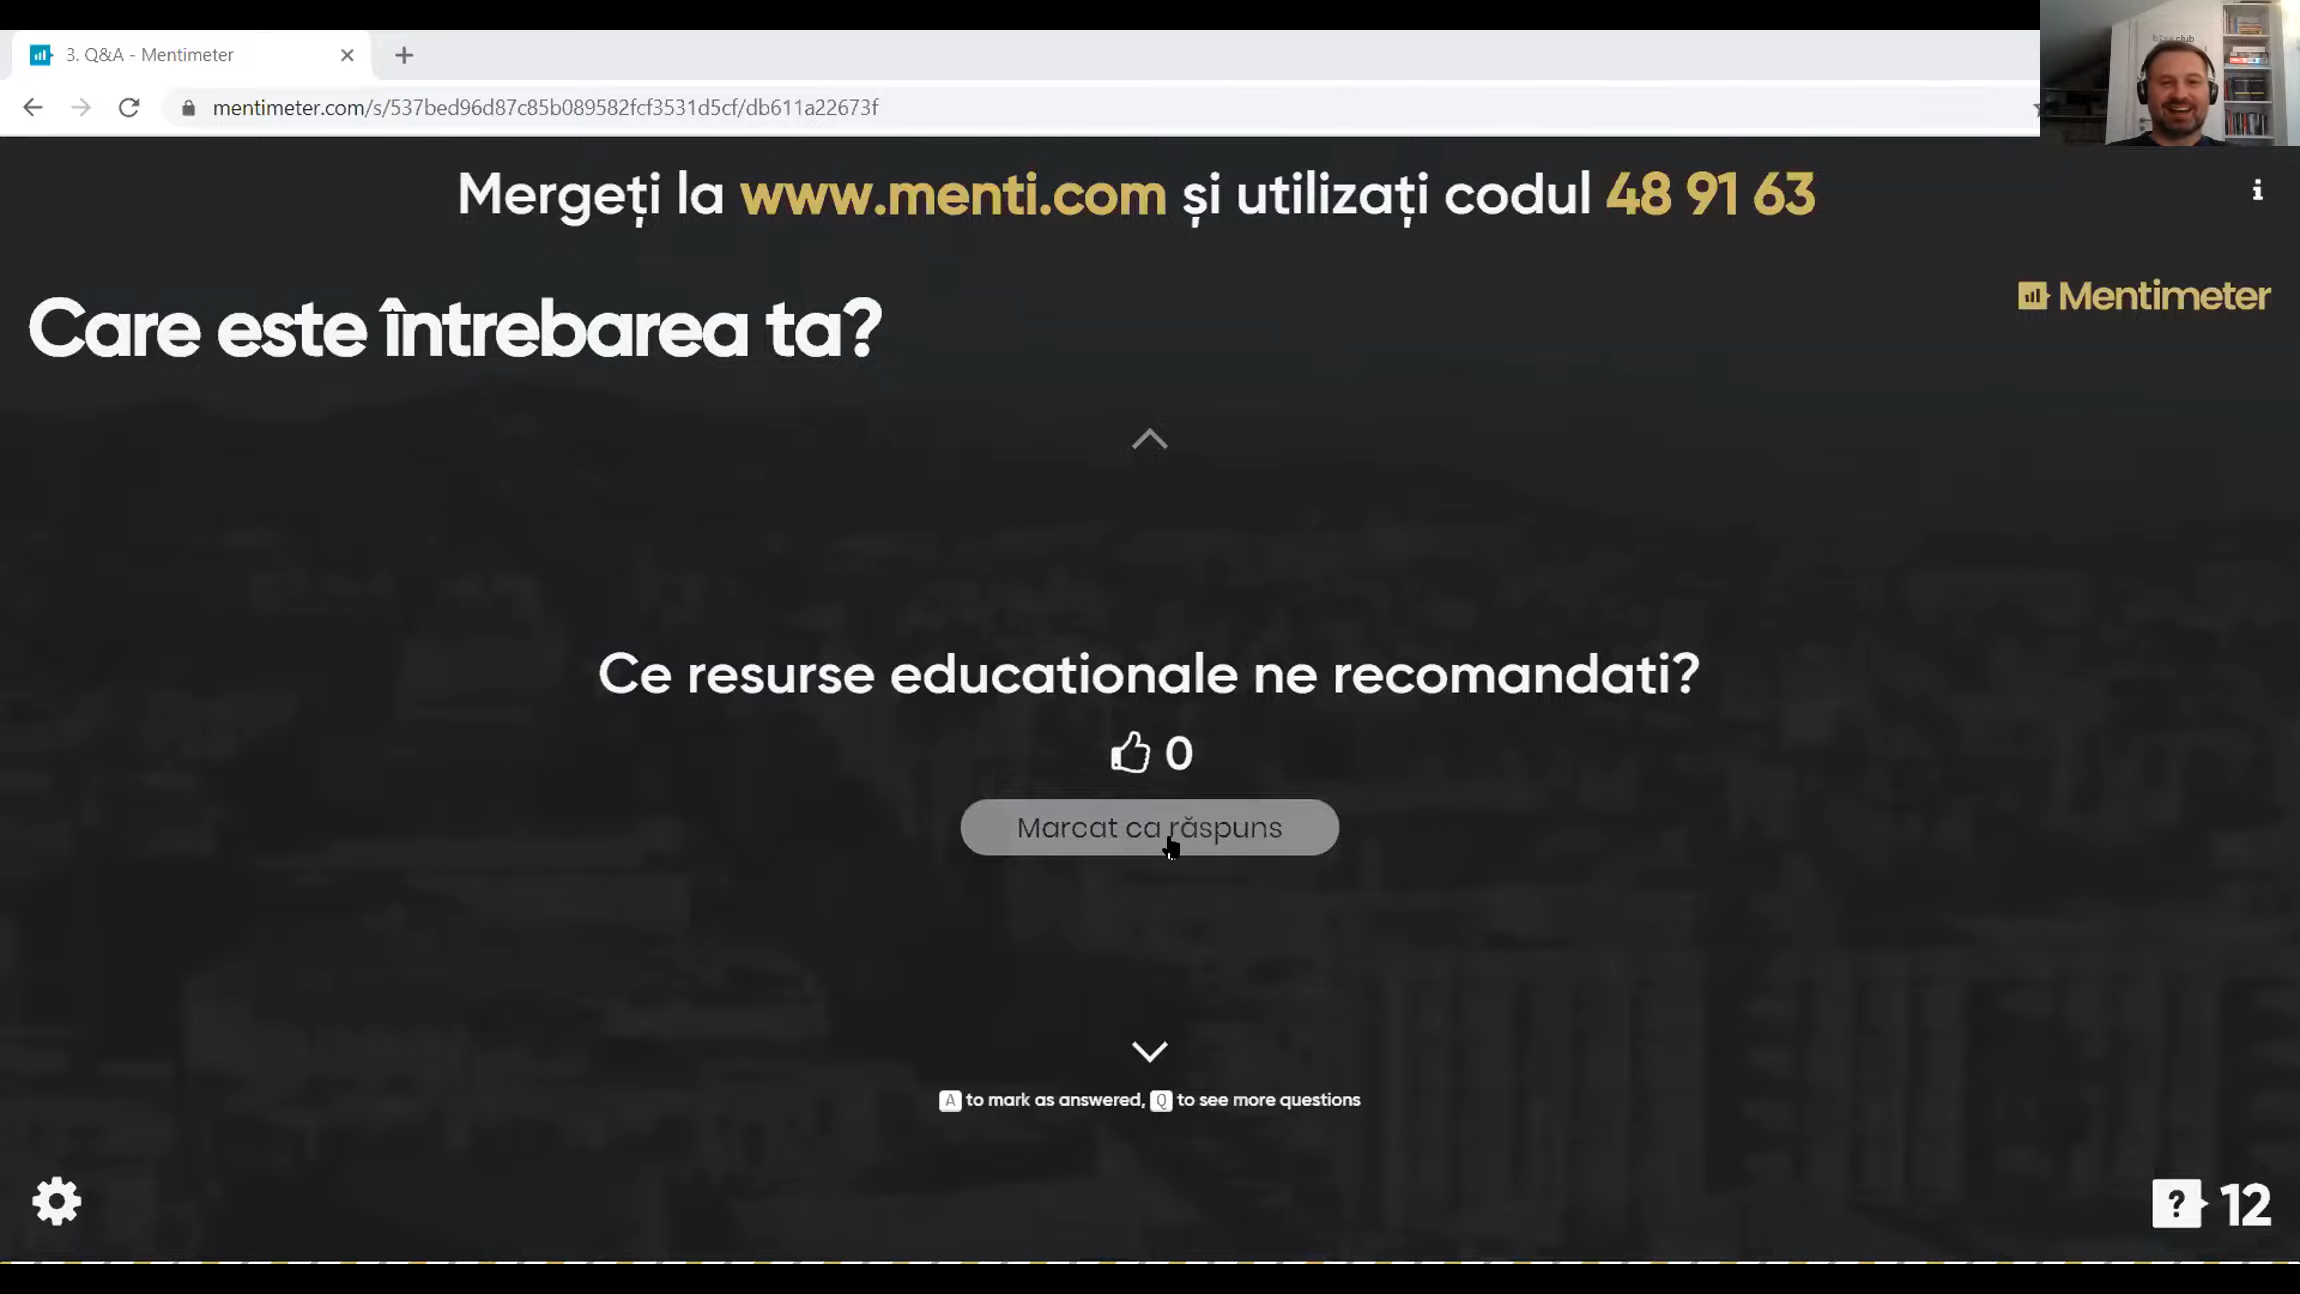 3. Q&A - Mentimeter
mentimeter.com/s/537bed96d87c85b089582fcf3531d5cf/db611a22673f
Mergeți la www.menti.com și utilizați codul 48 91 63
Mentimeter
Care este întrebarea ta?
Ce resurse educationale ne recomandati?
0
Marcat ca răspuns
A to mark as answered, Q to see more questions
? 12